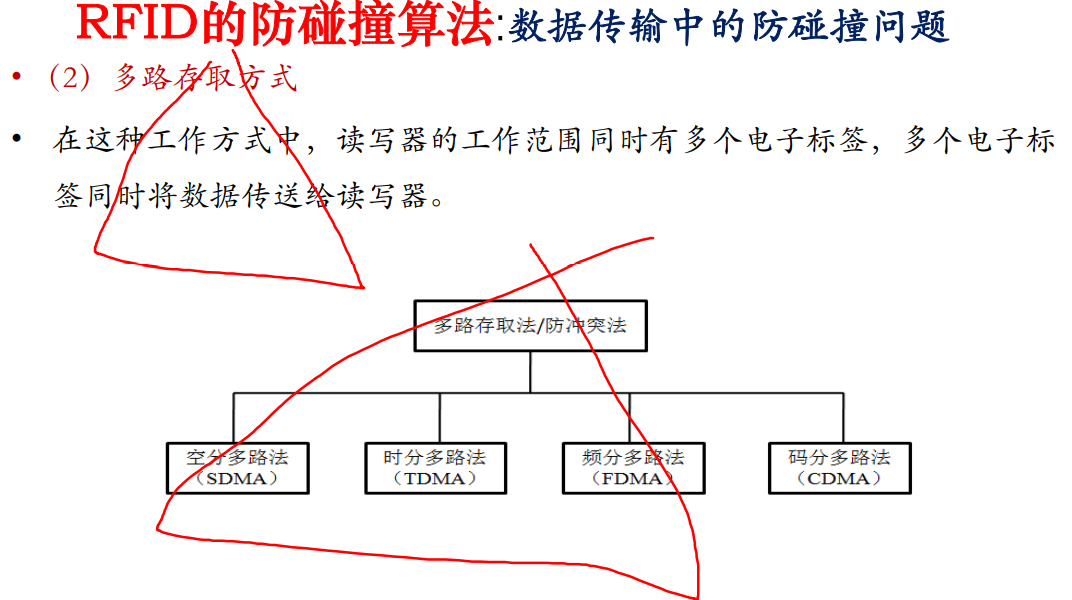 RFID的防碰撞算法:数据传输中的防碰撞问题
• （2）多路存取方式
• 在这种工作方式中，读写器的工作范围同时有多个电子标签，多个电子标
签同时将数据传送给读写器。
多路存取法/防冲突法
空分多路法
（SDMA）
时分多路法
（TDMA）
频分多路法
（FDMA）
码分多路法
（CDMA）